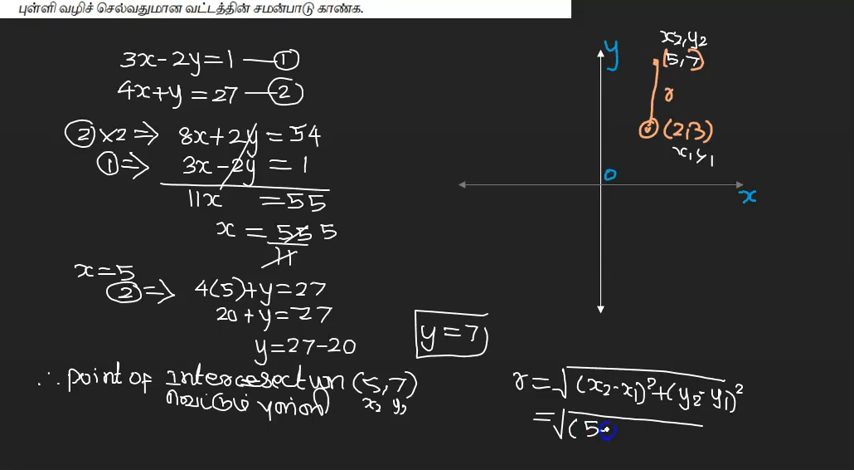 புள்ளி வழிச் செல்வதுமான வட்டத்தின் சமன்பாடு காண்க.
3x-2y=1 — ①
4x+y=27 — ②
②×2 => 8x+2y=54
① => 3x-2y=1
11x =55
x = 55 5
11
x=5
② => 4(5)+y=27
20+y=27
y=27-20
y=7
∴ point of intersection (5,7)
வெட்டும் புள்ளி x₂ y₂
y
x₂,y₂
(5,7)
r
(2,3)
x₁,y₁
0
x
r = √(x₂-x₁)²+(y₂-y₁)²
= √(5-